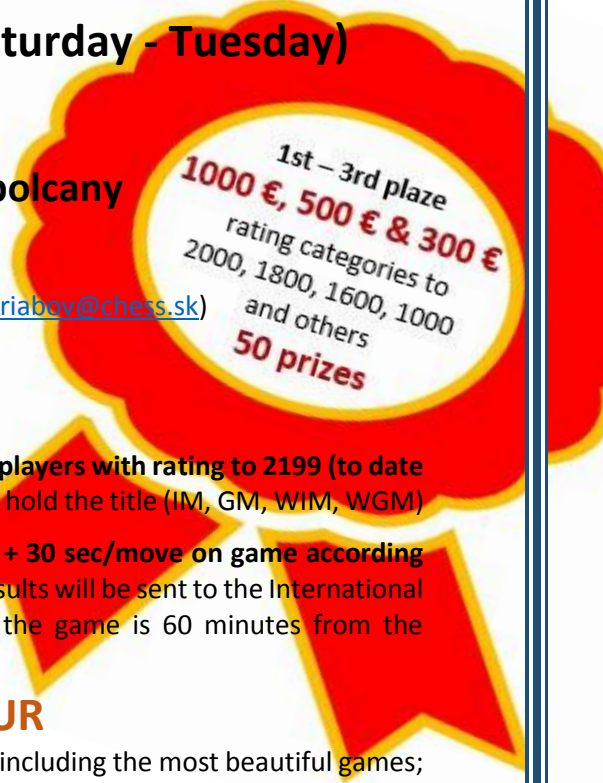 turday - Tuesday)
1st – 3rd plaze
1000 €, 500 € & 300 €
rating categories to
2000, 1800, 1600, 1000
and others
50 prizes
polcany
riabov@chess.sk)
players with rating to 2199 (to date
hold the title (IM, GM, WIM, WGM)
+ 30 sec/move on game according
sults will be sent to the International
the game is 60 minutes from the
UR
including the most beautiful games;